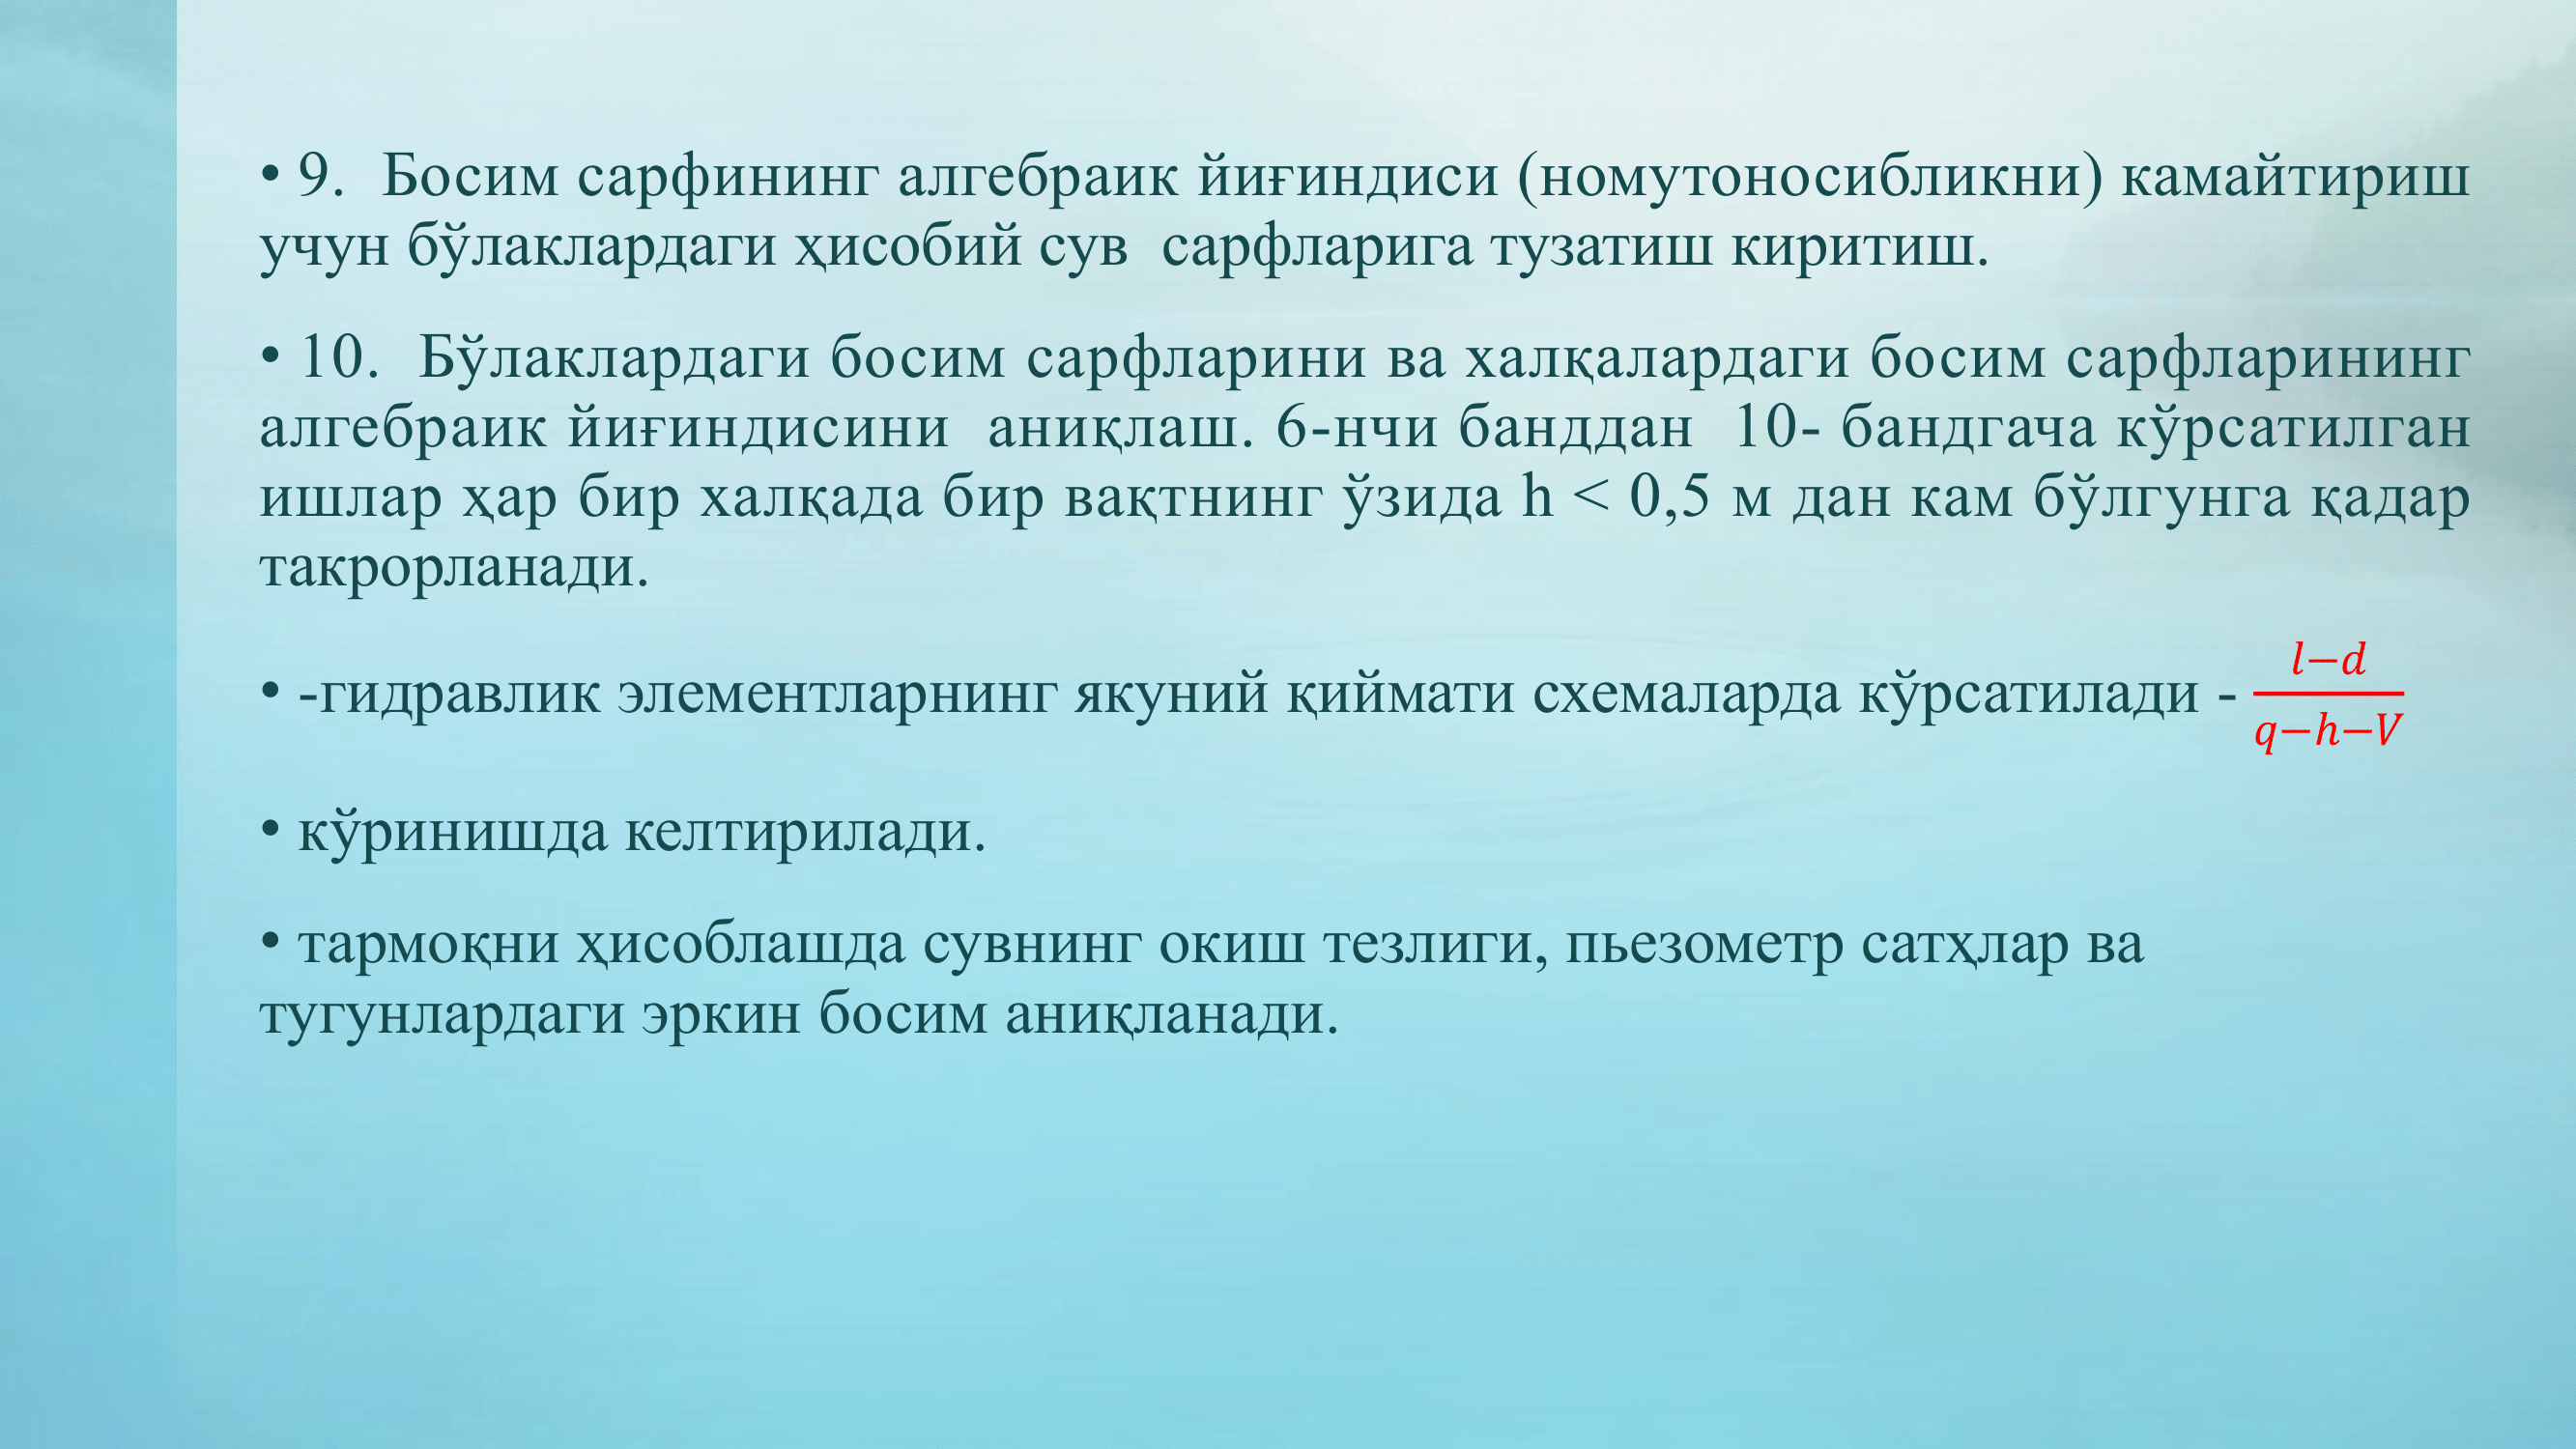 • 9.  Босим сарфининг алгебраик йиғиндиси (номутоносибликни) камайтириш
учун бўлаклардаги ҳисобий сув  сарфларига тузатиш киритиш.
• 10.  Бўлаклардаги босим сарфларини ва халқалардаги босим сарфларининг
алгебраик йиғиндисини  аниқлаш. 6-нчи банддан  10- бандгача кўрсатилган
ишлар ҳар бир халқада бир вақтнинг ўзида h < 0,5 м дан кам бўлгунга қадар
такрорланади.
• -гидравлик элементларнинг якуний қиймати схемаларда кўрсатилади - \frac{l-d}{q-h-V}
• кўринишда келтирилади.
• тармоқни ҳисоблашда сувнинг окиш тезлиги, пьезометр сатҳлар ва
тугунлардаги эркин босим аниқланади.